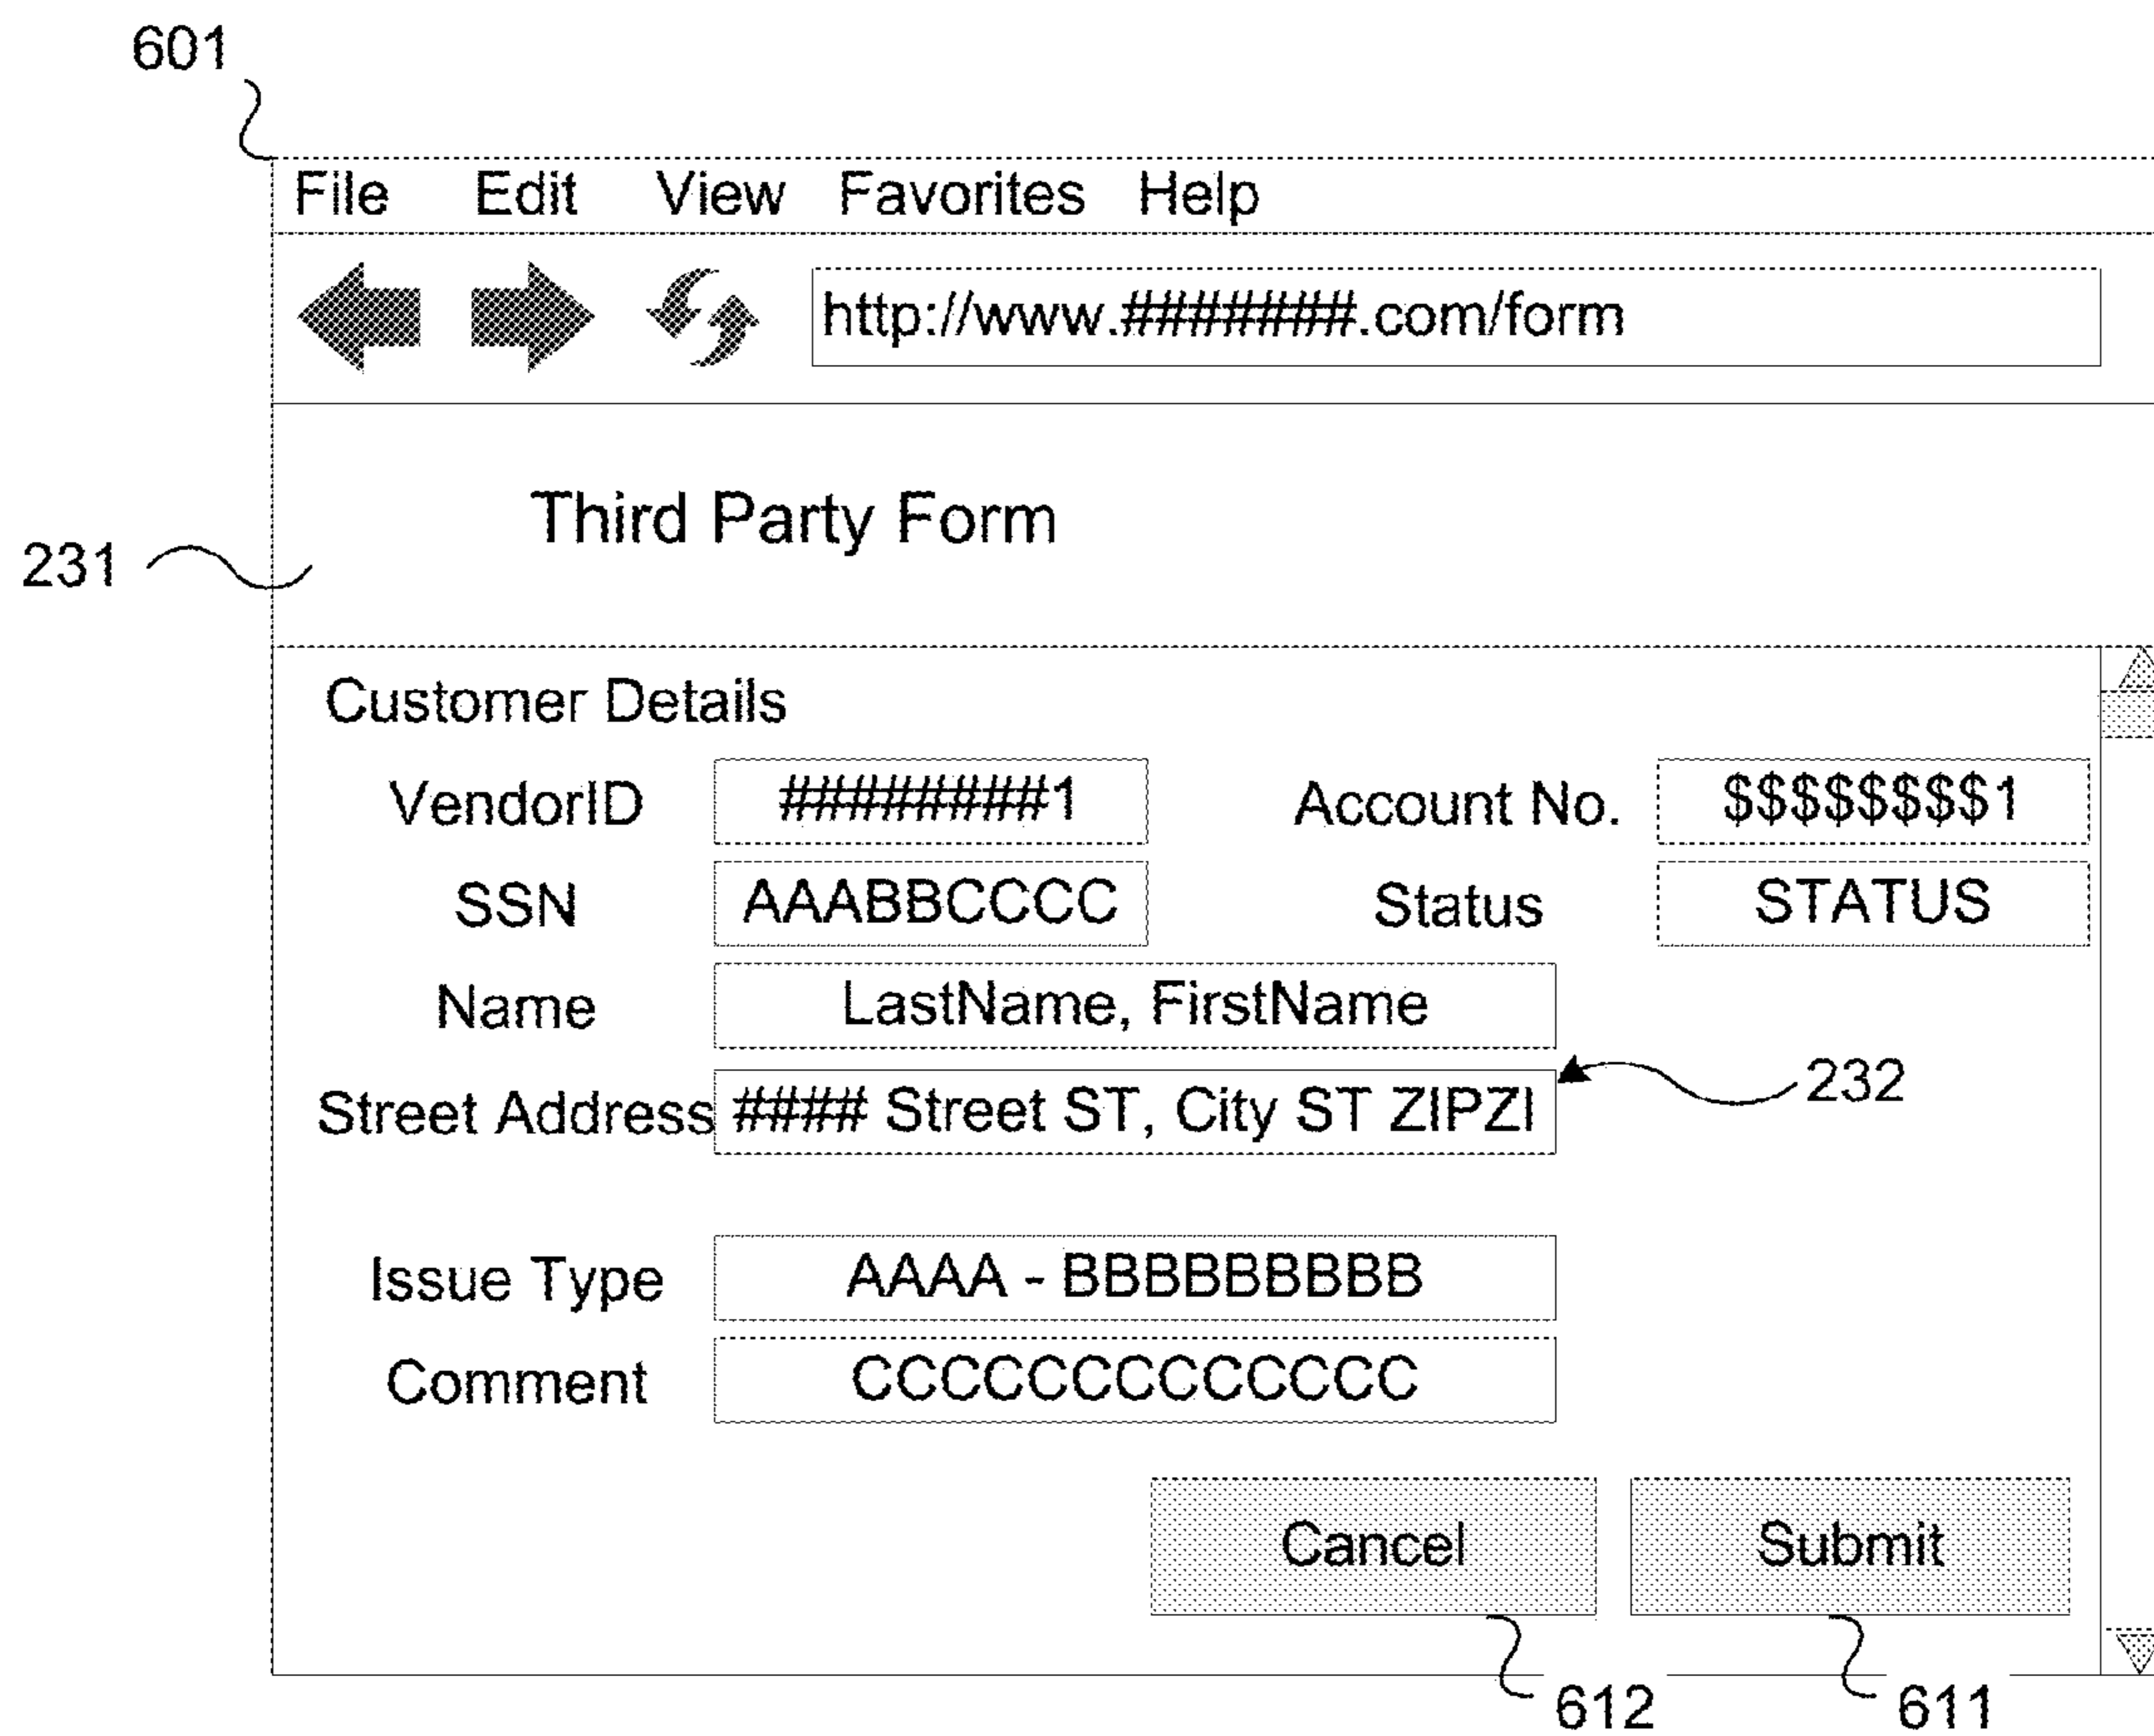 601
File Edit View Favorites Help
http://www.#######.com/form
Third Party Form
231
Customer Details
VendorID ########1 Account No. $$$$$$$$1
SSN AAABBCCCC Status STATUS
Name LastName, FirstName
Street Address #### Street ST, City ST ZIPZI 232
Issue Type AAAA - BBBBBBBBB
Comment CCCCCCCCCCCCC
Cancel Submit
612 611